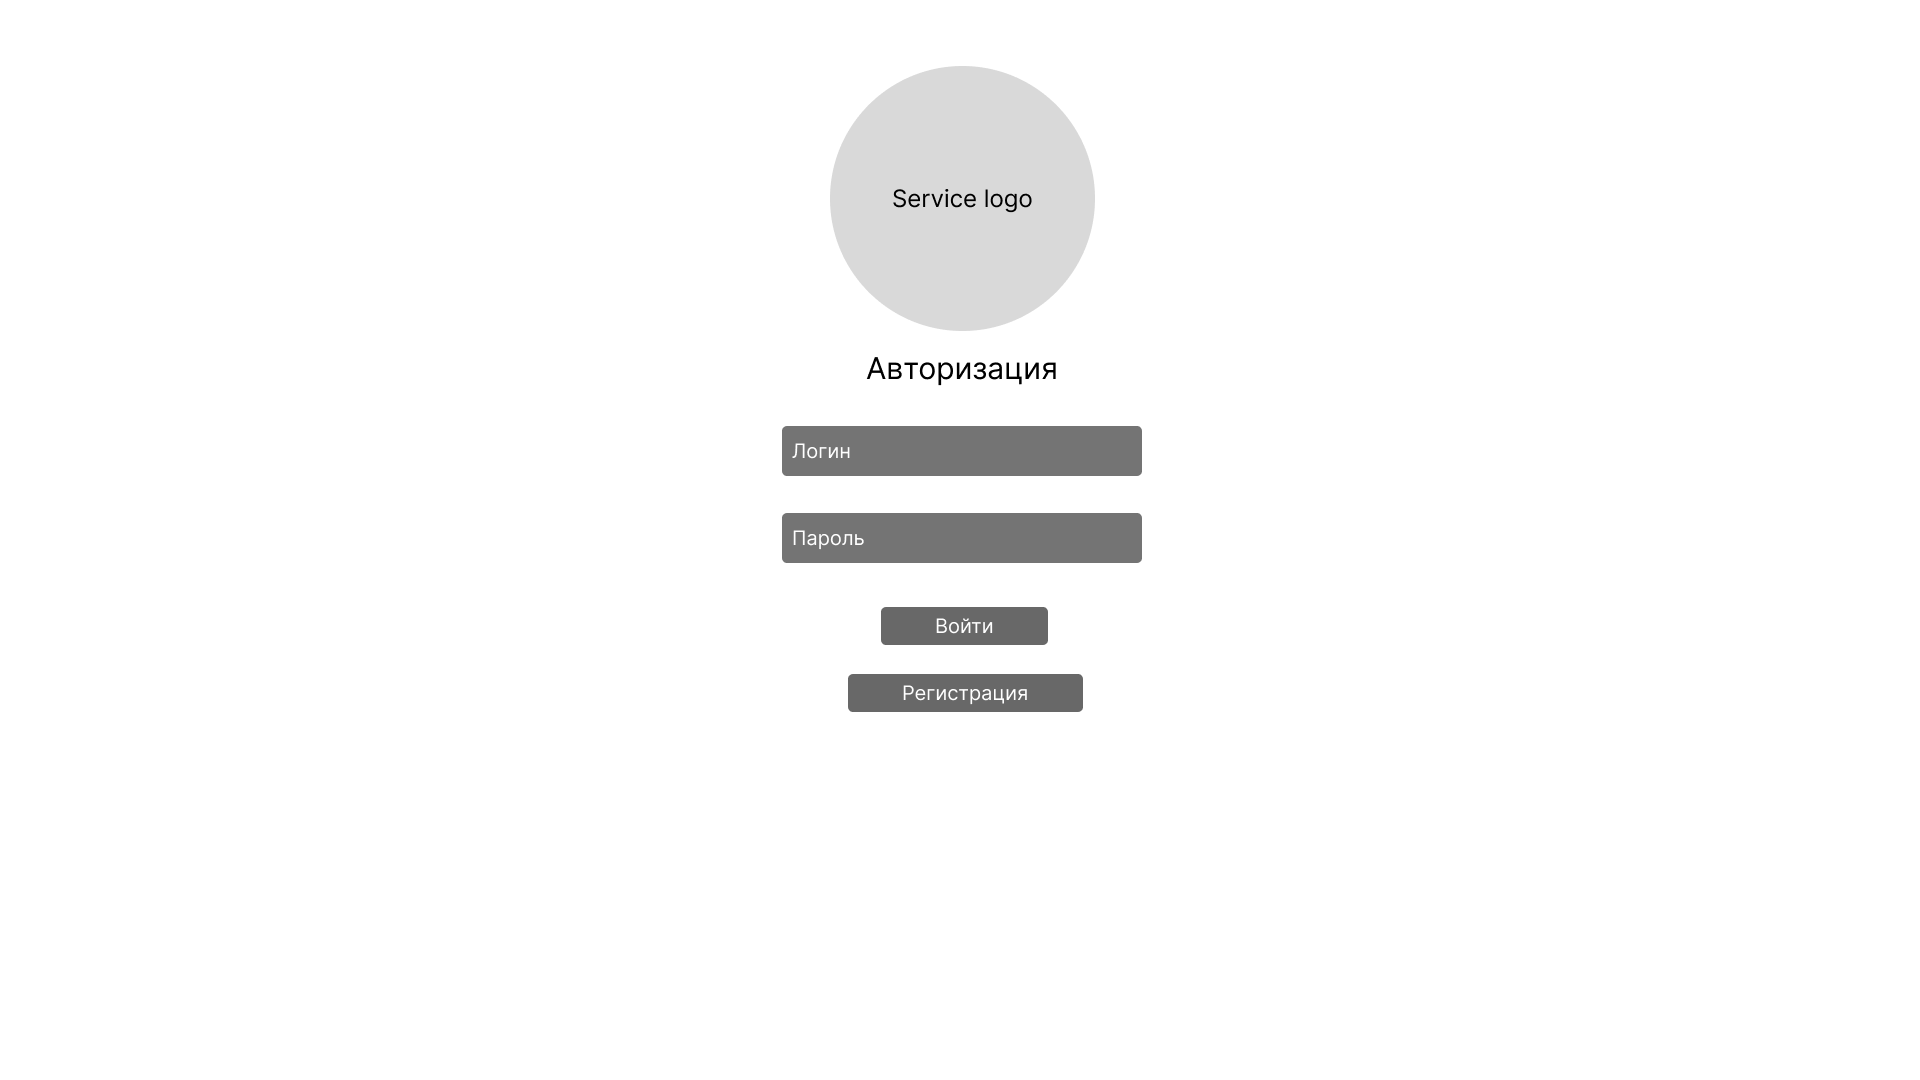 Service logo
Авторизация
Логин
Пароль
Войти
Регистрация